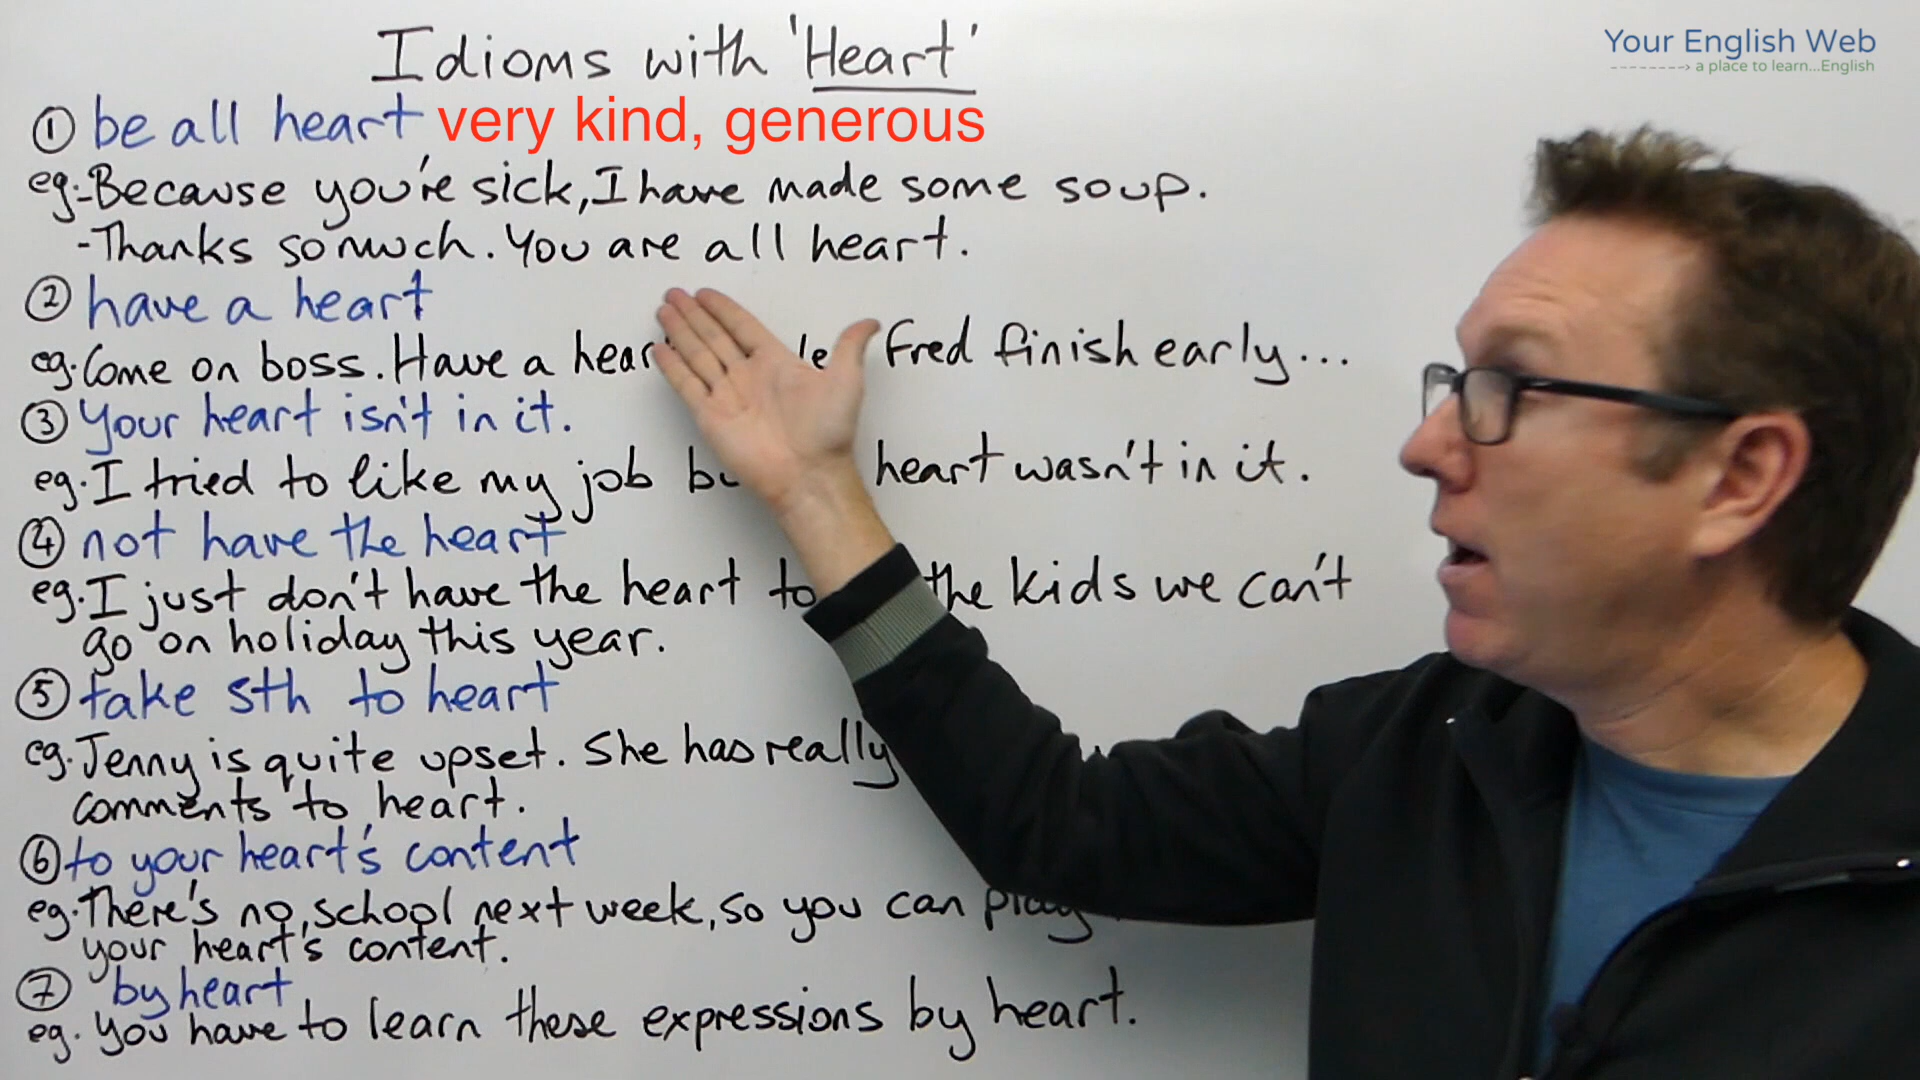 Idioms with 'Heart'
Your English Web
a place to learn...English
① be all heart very kind, generous
eg:-Because you're sick, I have made some soup.
-Thanks so much. You are all heart.
② have a heart
eg. Come on boss. Have a Fred finish early...
③ your heart isn't in it.
eg. I tried to like my job heart wasn't in it.
④ not have the heart
eg. I just don't have the heart to the kids we can't
go on holiday this year.
⑤ take sth to heart
eg. Jenny is quite upset. She has really
comments to heart.
⑥ to your heart's content
eg. There's no school next week, so you can play
your heart's content.
⑦ by heart
eg. You have to learn these expressions by heart.